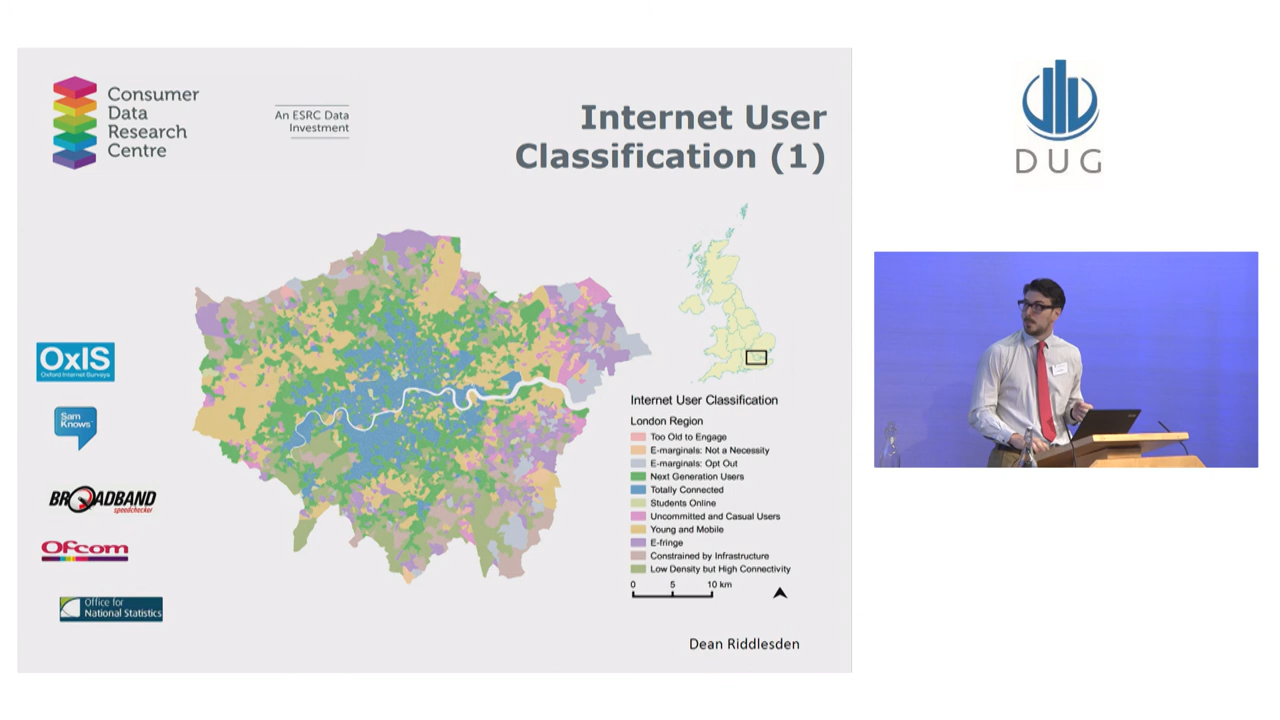 Consumer
Data
Research
Centre
An ESRC Data
Investment
Internet User
Classification (1)
DUG
OxIS
Oxford Internet Surveys
Sam
Knows
BROADBAND
speedchecker
Ofcom
Office for
National Statistics
Internet User Classification
London Region
Too Old to Engage
E-marginals: Not a Necessity
E-marginals: Opt Out
Next Generation Users
Totally Connected
Students Online
Uncommitted and Casual Users
Young and Mobile
E-fringe
Constrained by Infrastructure
Low Density but High Connectivity
0 5 10 km
Dean Riddlesden